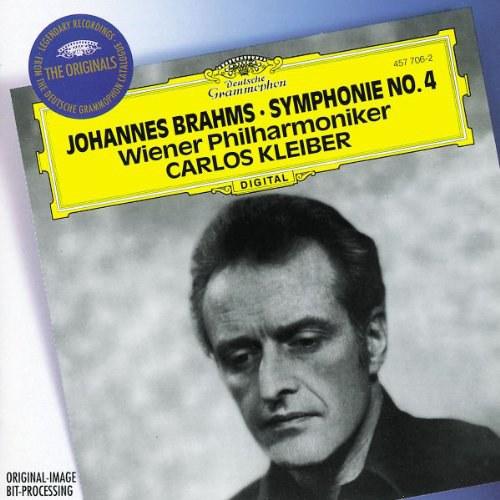 LEGENDARY RECORDINGS · FROM THE DEUTSCHE GRAMMOPHON CATALOGUE ·
THE ORIGINALS
Deutsche
Grammophon
457 706-2
JOHANNES BRAHMS · SYMPHONIE NO. 4
Wiener Philharmoniker
CARLOS KLEIBER
DIGITAL
ORIGINAL-IMAGE
BIT-PROCESSING